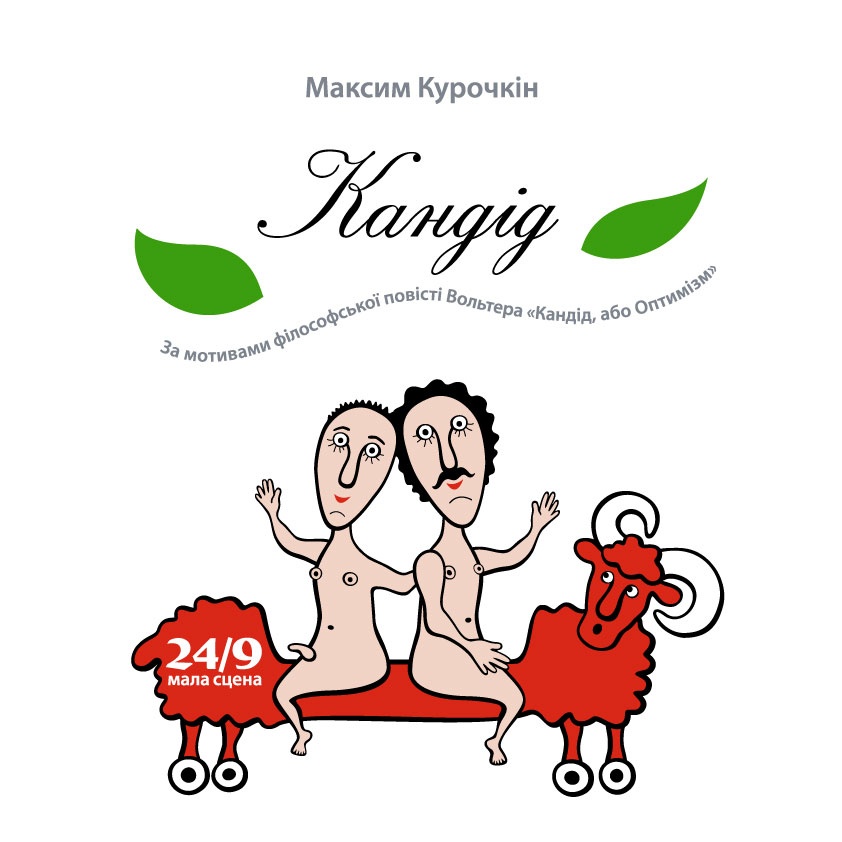 Максим Курочкін
Кандід
За мотивами філософської повісті Вольтера «Кандід, або Оптимізм»
24/9
мала сцена